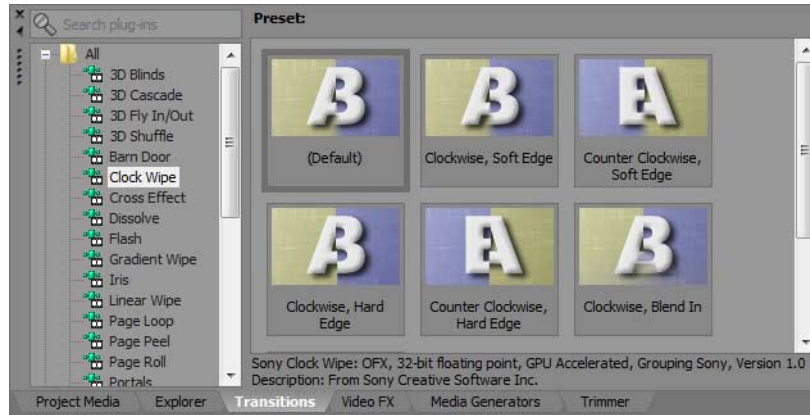 Search plug-ins
All
3D Blinds
3D Cascade
3D Fly In/Out
3D Shuffle
Barn Door
Clock Wipe
Cross Effect
Dissolve
Flash
Gradient Wipe
Iris
Linear Wipe
Page Loop
Page Peel
Page Roll
Portals
Preset:
(Default)
Clockwise, Soft Edge
Counter Clockwise,
Soft Edge
Clockwise, Hard
Edge
Counter Clockwise,
Hard Edge
Clockwise, Blend In
Sony Clock Wipe: OFX, 32-bit floating point, GPU Accelerated, Grouping Sony, Version 1.0
Description: From Sony Creative Software Inc.
Project Media Explorer Transitions Video FX Media Generators Trimmer